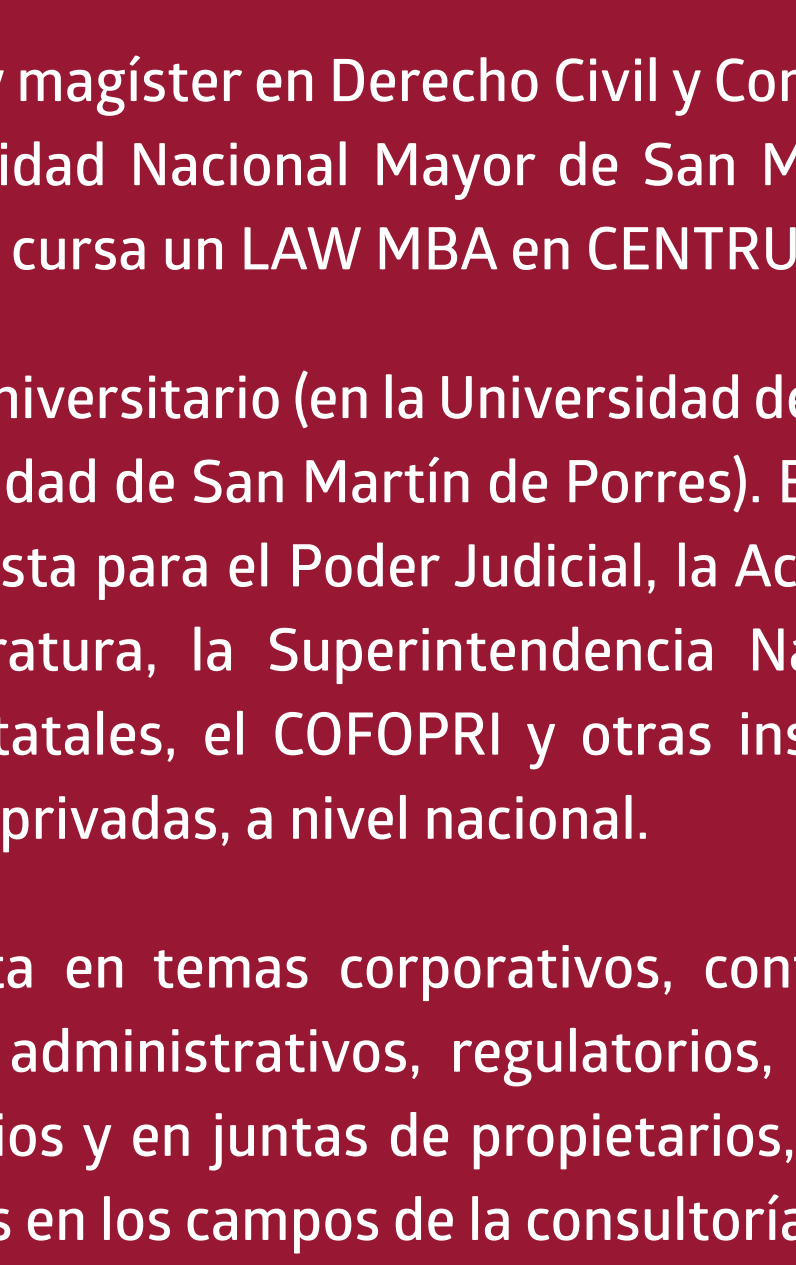 y magíster en Derecho Civil y Com
idad Nacional Mayor de San M
cursa un LAW MBA en CENTRU
niversitario (en la Universidad de
dad de San Martín de Porres). E
sta para el Poder Judicial, la Ac
ratura, la Superintendencia Na
tatales, el COFOPRI y otras ins
privadas, a nivel nacional.
ta en temas corporativos, cont
administrativos, regulatorios,
ios y en juntas de propietarios,
s en los campos de la consultoría